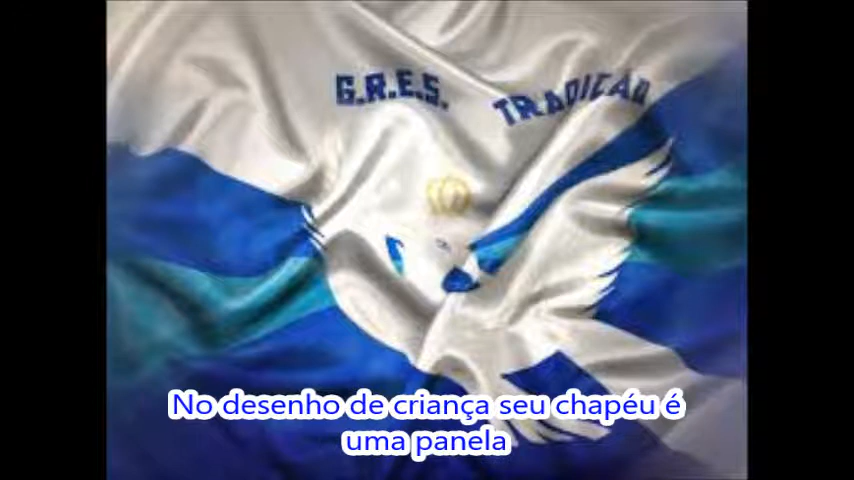 G.R.E.S. TRADIÇÃO
No desenho de criança seu chapéu é
uma panela